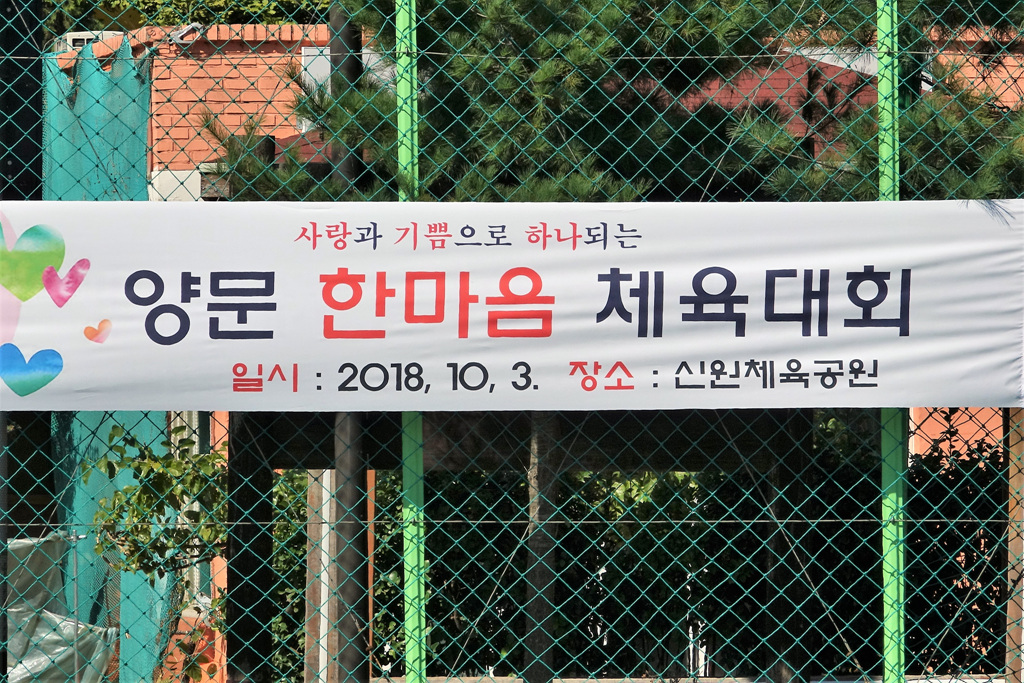 사랑과 기쁨으로 하나되는
양문 한마음 체육대회
일시 : 2018, 10, 3. 장소 : 신원체육공원